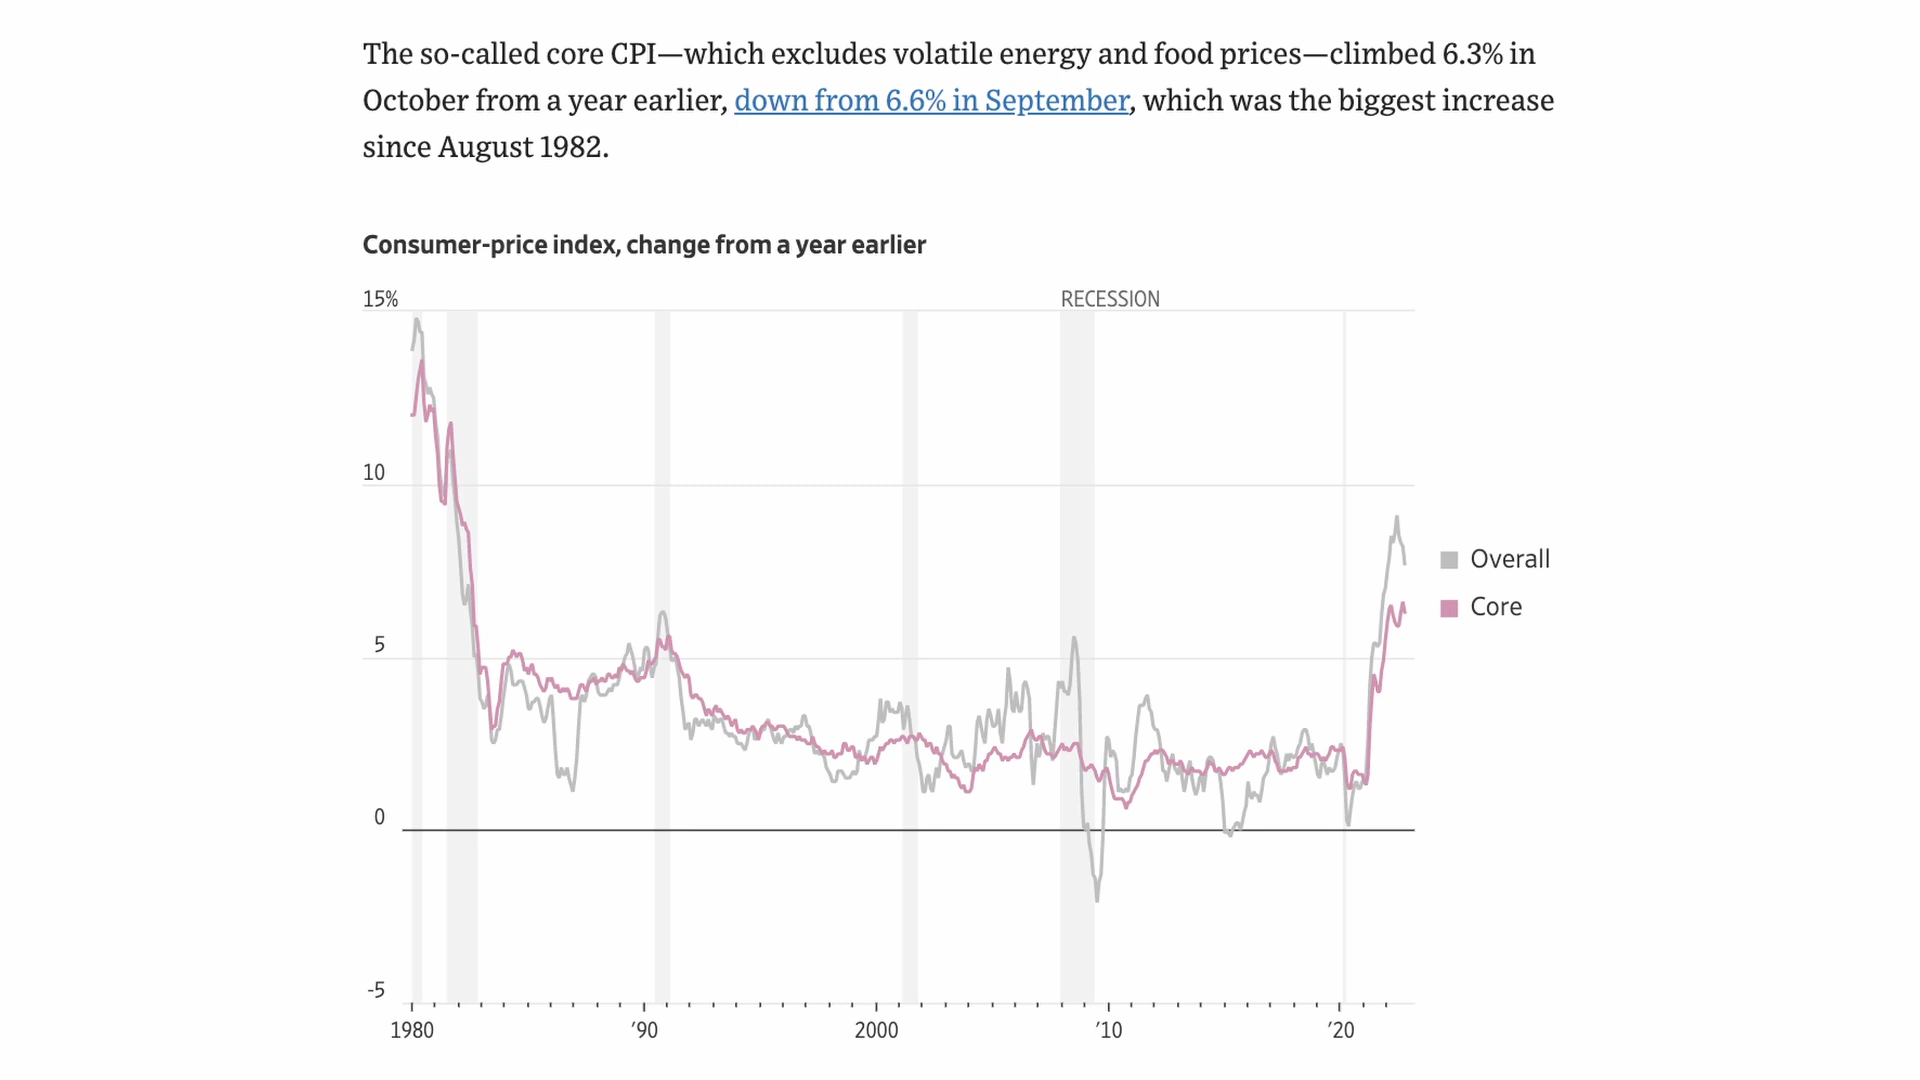 The so-called core CPI—which excludes volatile energy and food prices—climbed 6.3% in
October from a year earlier, down from 6.6% in September, which was the biggest increase
since August 1982.
Consumer-price index, change from a year earlier
15%
RECESSION
10
5
0
-5
Overall
Core
1980
’90
2000
’10
’20